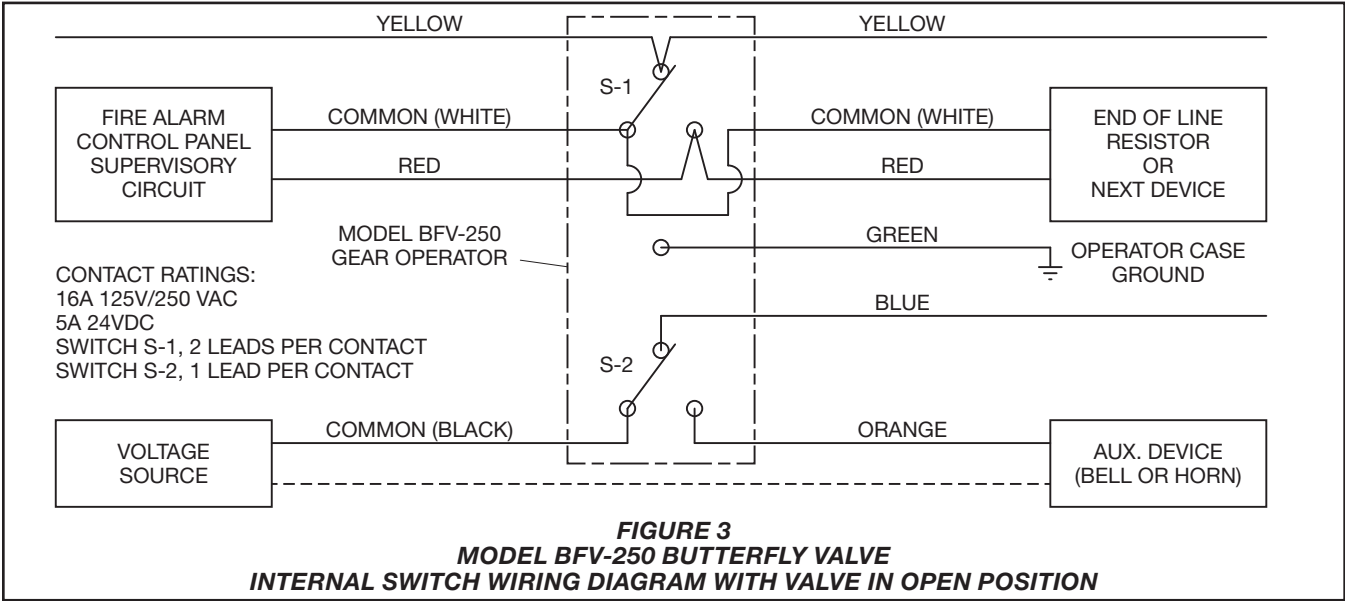 YELLOW
YELLOW
S-1
FIRE ALARM
CONTROL PANEL
SUPERVISORY
CIRCUIT
COMMON (WHITE)
RED
COMMON (WHITE)
RED
END OF LINE
RESISTOR
OR
NEXT DEVICE
MODEL BFV-250
GEAR OPERATOR
GREEN
OPERATOR CASE
GROUND
CONTACT RATINGS:
16A 125V/250 VAC
5A 24VDC
SWITCH S-1, 2 LEADS PER CONTACT
SWITCH S-2, 1 LEAD PER CONTACT
BLUE
S-2
VOLTAGE
SOURCE
COMMON (BLACK)
ORANGE
AUX. DEVICE
(BELL OR HORN)
FIGURE 3
MODEL BFV-250 BUTTERFLY VALVE
INTERNAL SWITCH WIRING DIAGRAM WITH VALVE IN OPEN POSITION